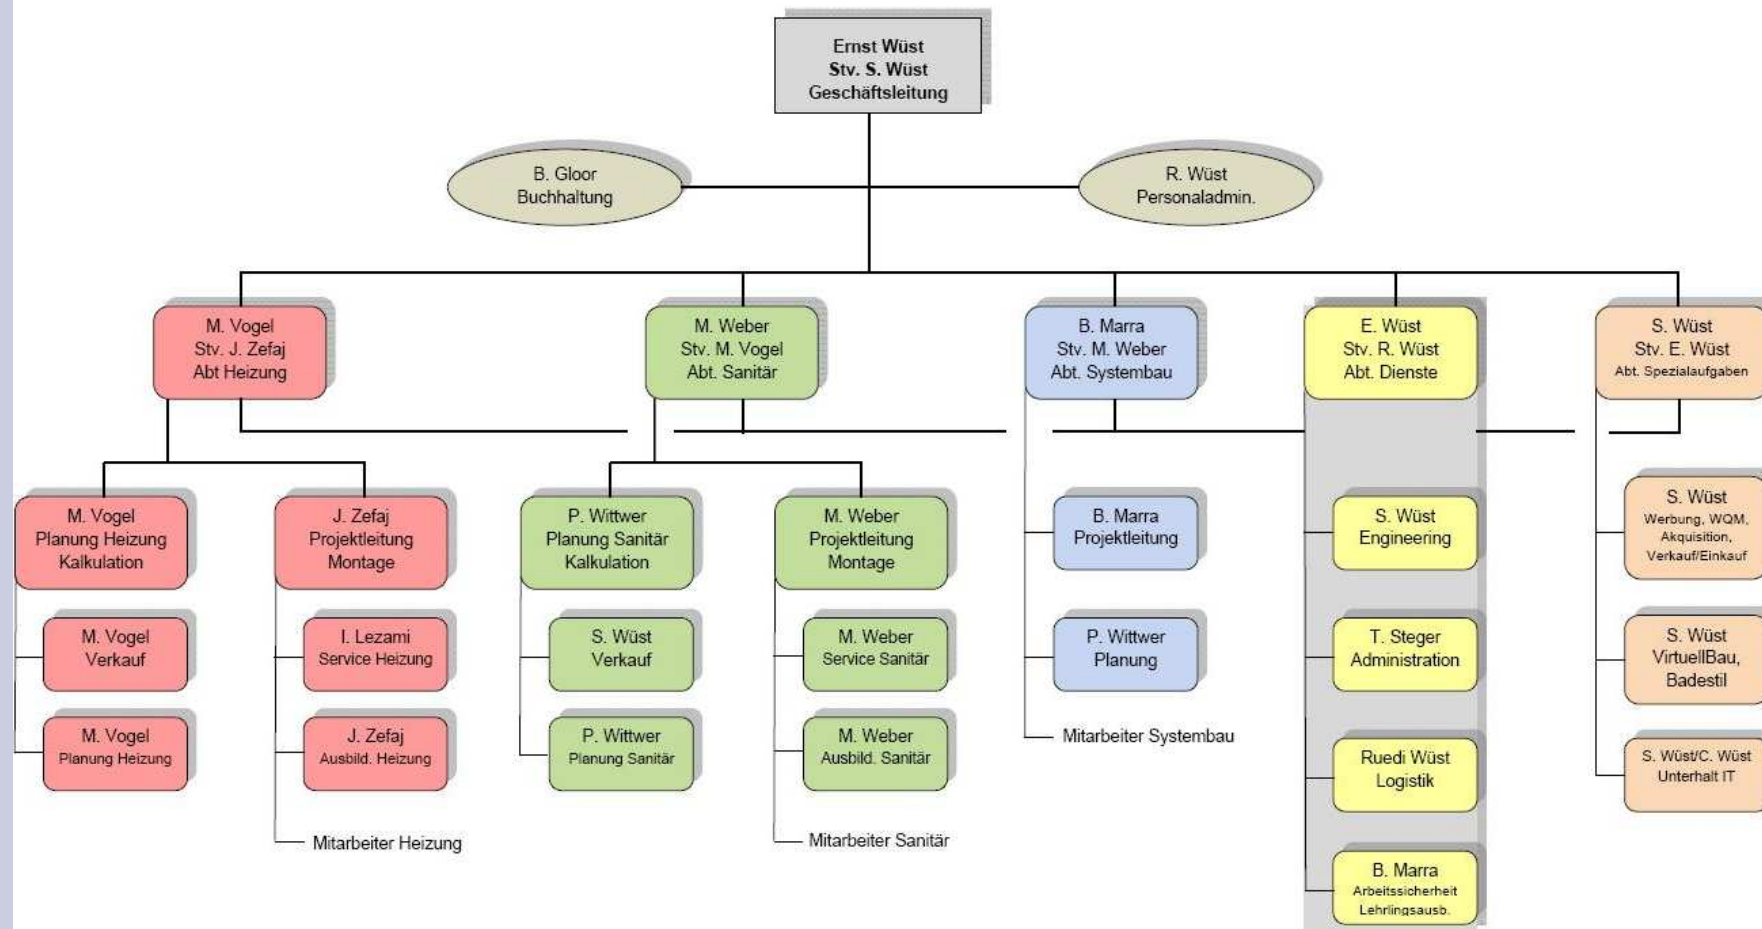 Ernst Wüst
Stv. S. Wüst
Geschäftsleitung
B. Gloor
Buchhaltung
R. Wüst
Personaladmin.
M. Vogel
Stv. J. Zefaj
Abt Heizung
M. Weber
Stv. M. Vogel
Abt. Sanitär
B. Marra
Stv. M. Weber
Abt. Systembau
E. Wüst
Stv. R. Wüst
Abt. Dienste
S. Wüst
Stv. E. Wüst
Abt. Spezialaufgaben
M. Vogel
Planung Heizung
Kalkulation
M. Vogel
Verkauf
M. Vogel
Planung Heizung
J. Zefaj
Projektleitung
Montage
I. Lezami
Service Heizung
J. Zefaj
Ausbild. Heizung
Mitarbeiter Heizung
P. Wittwer
Planung Sanitär
Kalkulation
S. Wüst
Verkauf
P. Wittwer
Planung Sanitär
M. Weber
Projektleitung
Montage
M. Weber
Service Sanitär
M. Weber
Ausbild. Sanitär
Mitarbeiter Sanitär
B. Marra
Projektleitung
P. Wittwer
Planung
Mitarbeiter Systembau
S. Wüst
Engineering
T. Steger
Administration
Ruedi Wüst
Logistik
B. Marra
Arbeitssicherheit
Lehrlingsausb.
S. Wüst
Werbung, WQM,
Akquisition,
Verkauf/Einkauf
S. Wüst
VirtuellBau,
Badestil
S. Wüst/C. Wüst
Unterhalt IT